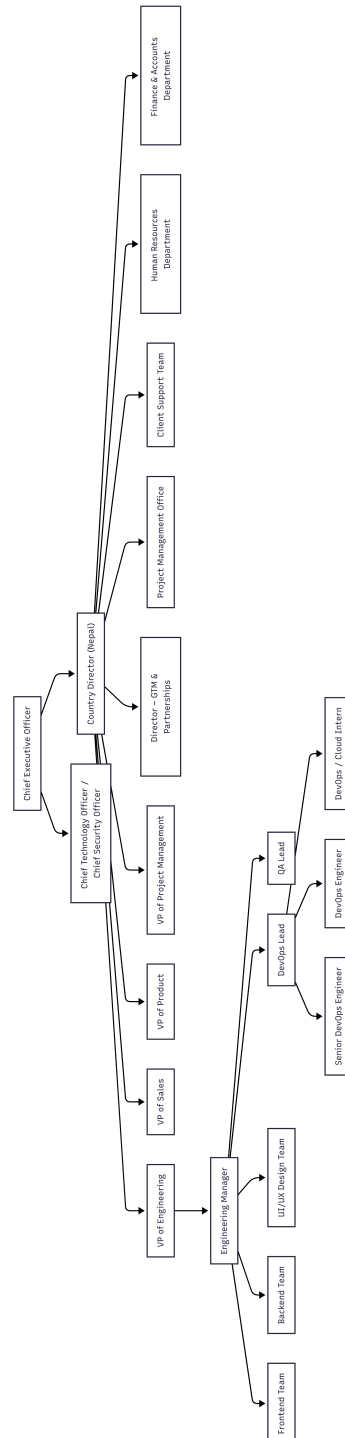 Chief Executive Officer
Chief Technology Officer /
Chief Security Officer
Country Director (Nepal)
VP of Engineering
VP of Sales
VP of Product
VP of Project Management
Director – GTM &
Partnerships
Project Management Office
Client Support Team
Human Resources
Department
Finance & Accounts
Department
Engineering Manager
Frontend Team
Backend Team
UI/UX Design Team
DevOps Lead
QA Lead
Senior DevOps Engineer
DevOps Engineer
DevOps / Cloud Intern